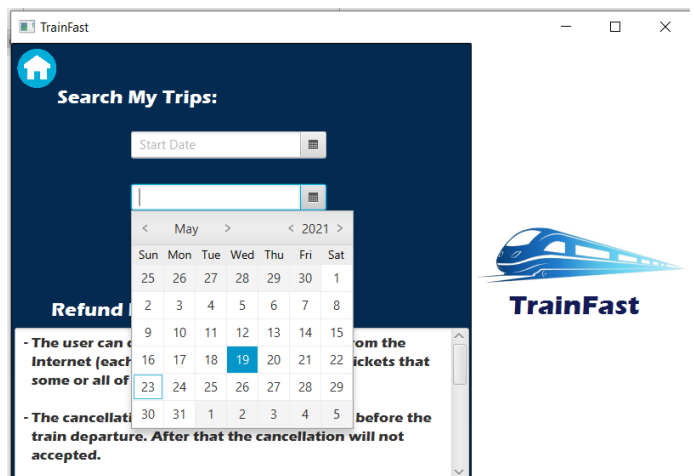 TrainFast
Search My Trips:
Start Date
< May > < 2021 >
Sun Mon Tue Wed Thu Fri Sat
25 26 27 28 29 30 1
2 3 4 5 6 7 8
9 10 11 12 13 14 15
16 17 18 19 20 21 22
23 24 25 26 27 28 29
30 31 1 2 3 4 5
TrainFast
Refund
- The user can om the
Internet (each ickets that
some or all of
- The cancellati before the
train departure. After that the cancellation will not
accepted.